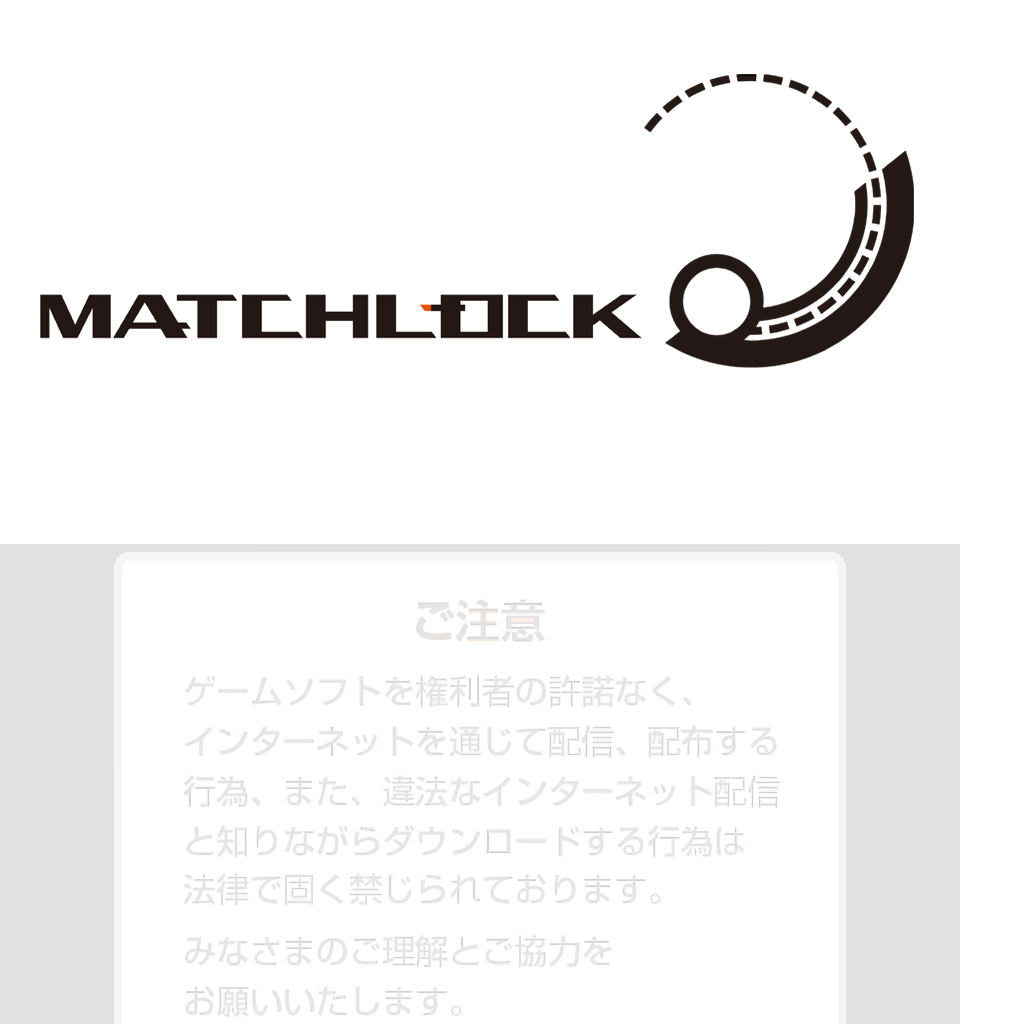 MATCHLOCK
ご注意
ゲームソフトを権利者の許諾なく、
インターネットを通じて配信、配布する
行為、また、違法なインターネット配信
と知りながらダウンロードする行為は
法律で固く禁じられております。
みなさまのご理解とご協力を
お願いいたします。